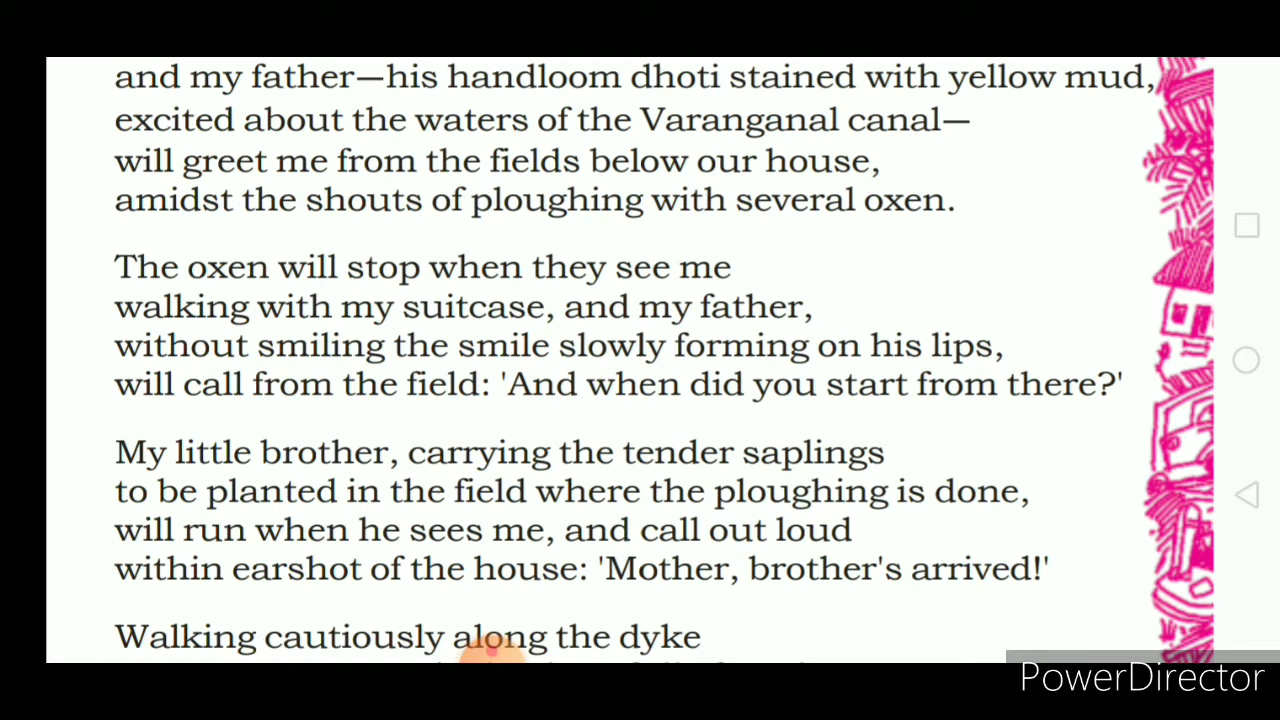 and my father—his handloom dhoti stained with yellow mud,
excited about the waters of the Varanganal canal—
will greet me from the fields below our house,
amidst the shouts of ploughing with several oxen.
The oxen will stop when they see me
walking with my suitcase, and my father,
without smiling the smile slowly forming on his lips,
will call from the field: 'And when did you start from there?'
My little brother, carrying the tender saplings
to be planted in the field where the ploughing is done,
will run when he sees me, and call out loud
within earshot of the house: 'Mother, brother's arrived!'
Walking cautiously along the dyke
PowerDirector